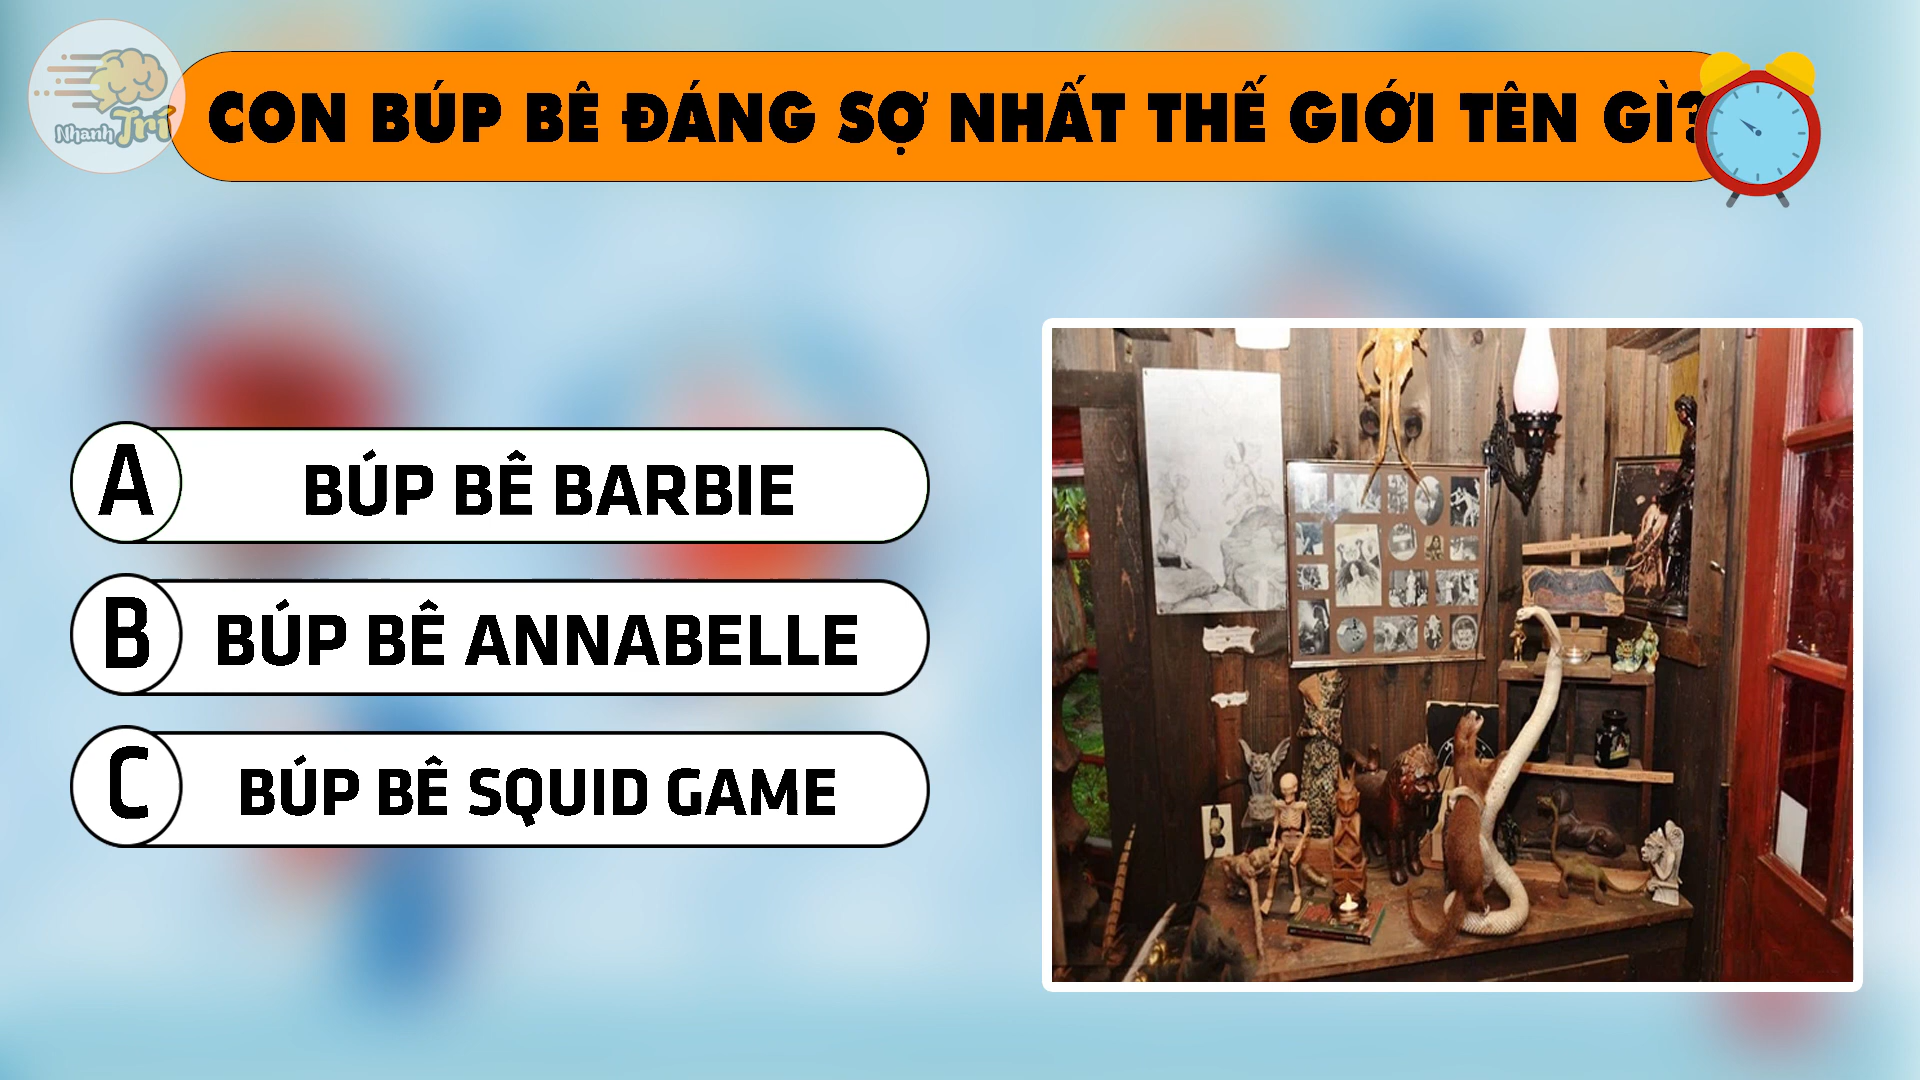 Nhanh Trí
CON BÚP BÊ ĐÁNG SỢ NHẤT THẾ GIỚI TÊN GÌ?
A BÚP BÊ BARBIE
B BÚP BÊ ANNABELLE
C BÚP BÊ SQUID GAME